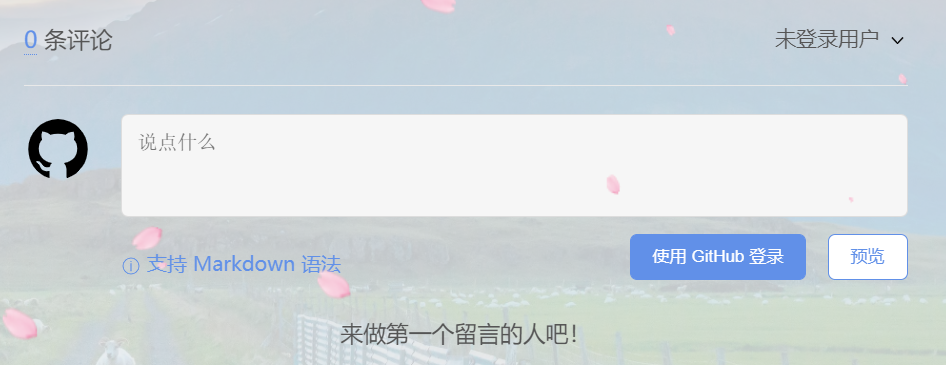 0 条评论
未登录用户
说点什么
支持 Markdown 语法
使用 GitHub 登录
预览
来做第一个留言的人吧！